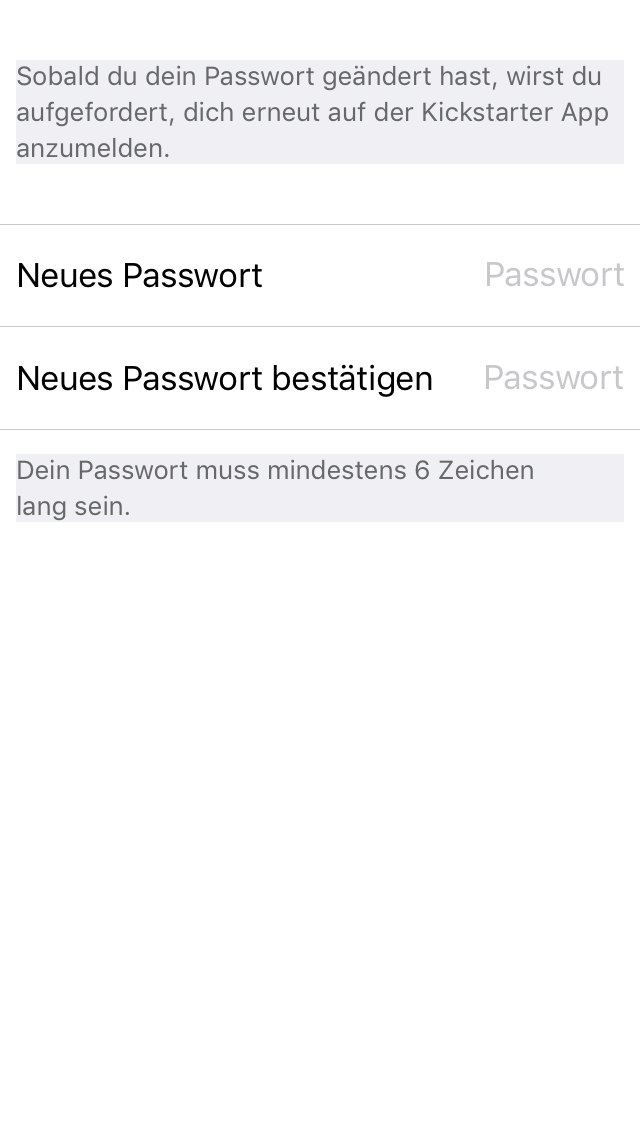 Sobald du dein Passwort geändert hast, wirst du
aufgefordert, dich erneut auf der Kickstarter App
anzumelden.
Neues Passwort Passwort
Neues Passwort bestätigen Passwort
Dein Passwort muss mindestens 6 Zeichen
lang sein.